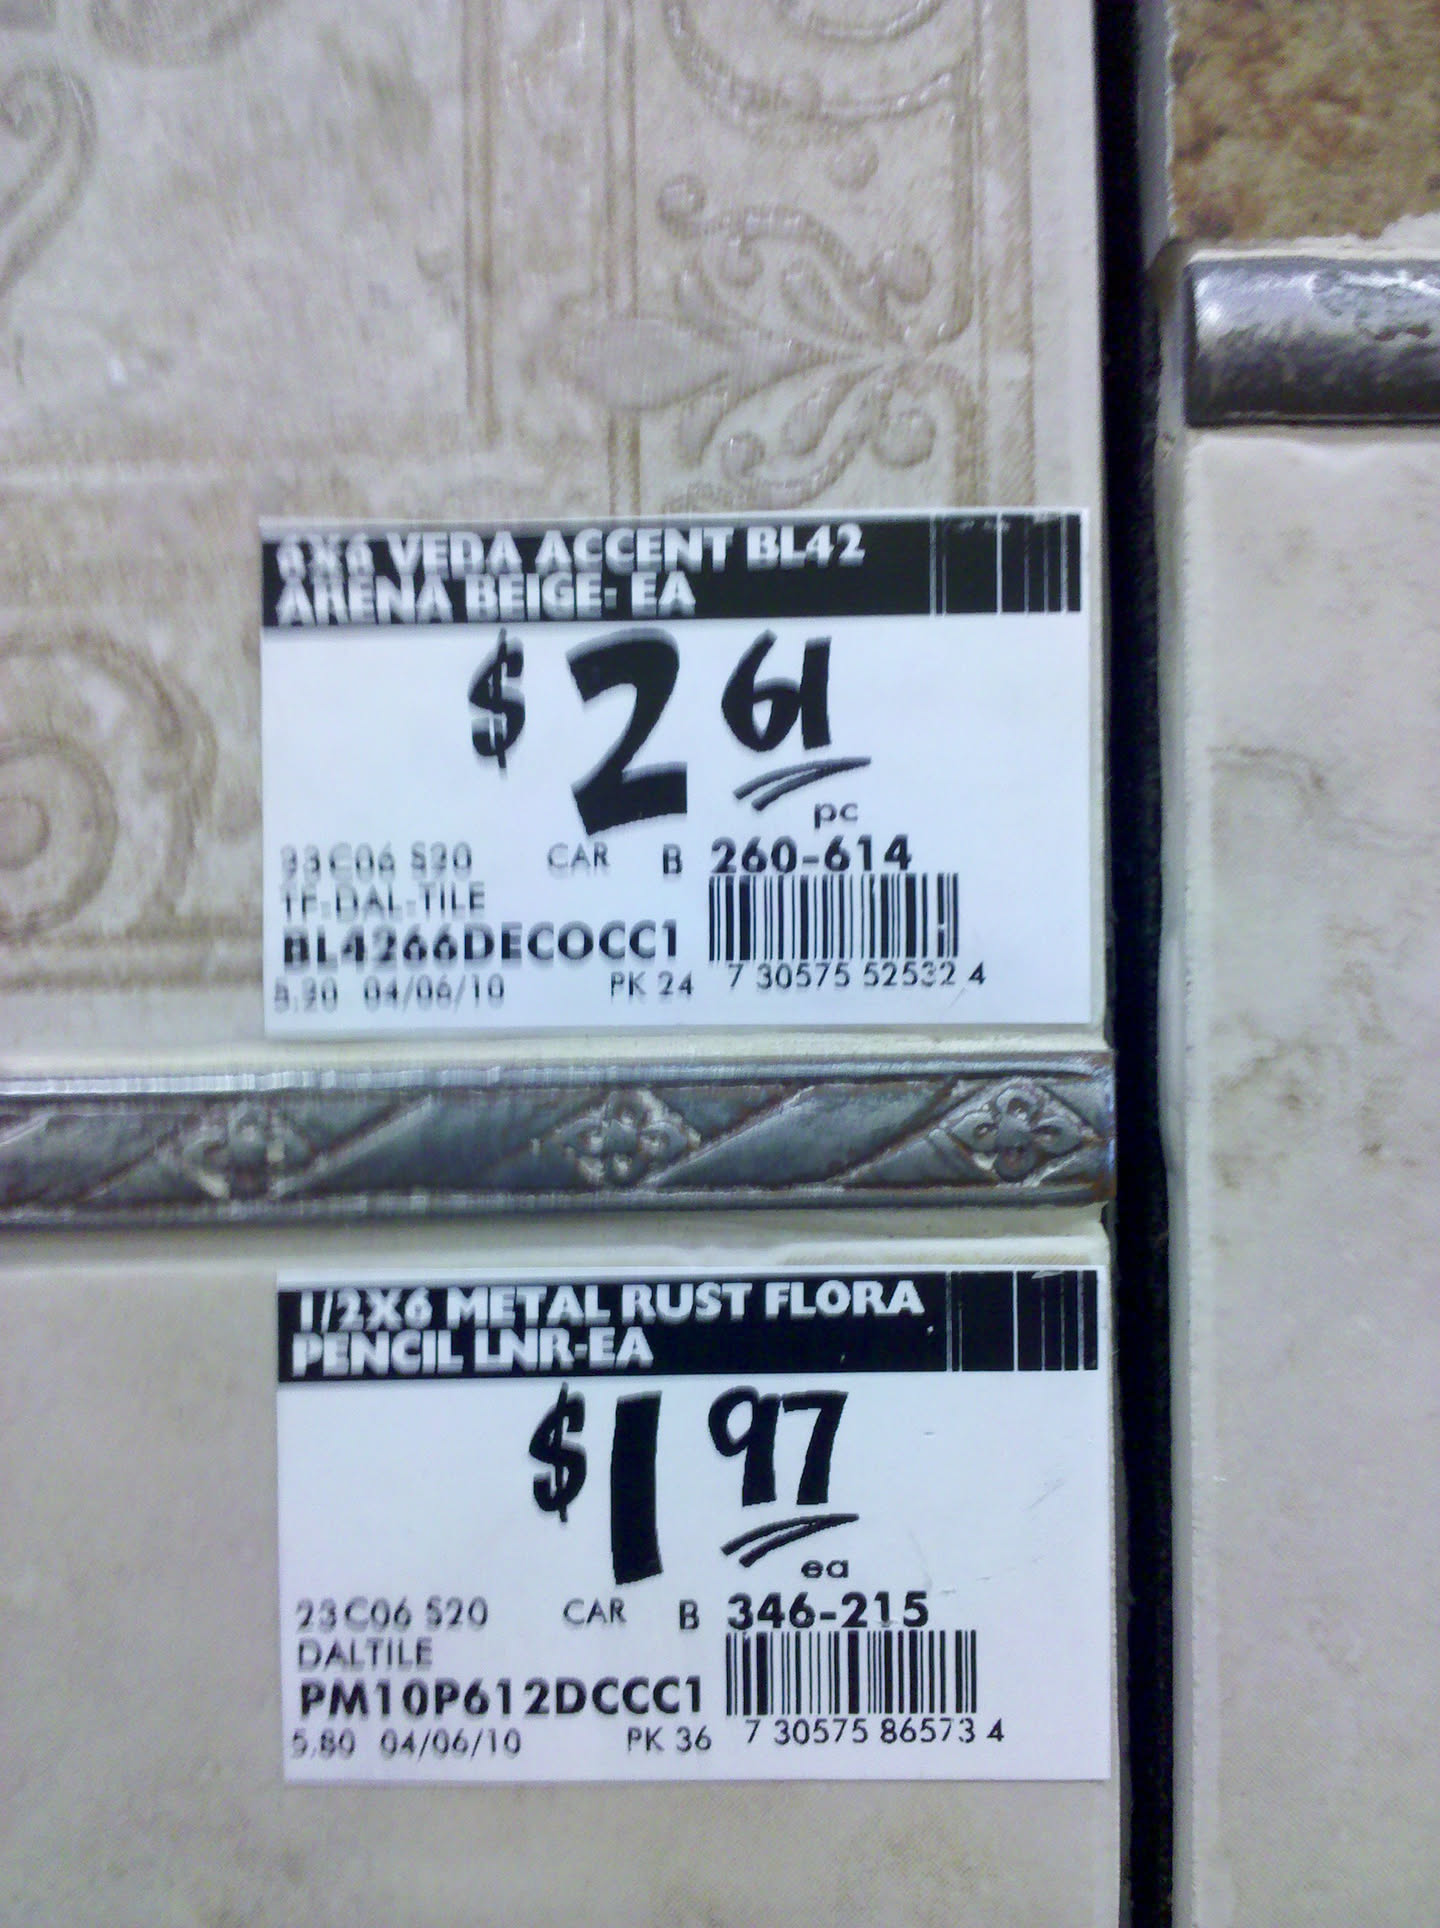 6X6 VEDA ACCENT BL42
ARENA BEIGE- EA
$2 61
pc
23C06 S20 CAR B 260-614
TF-DAL-TILE
BL4266DECOCC1
5.20 04/06/10 PK 24 7 30575 52532 4
1/2X6 METAL RUST FLORA
PENCIL LNR-EA
$1 97
ea
23C06 S20 CAR B 346-215
DALTILE
PM10P612DCCC1
5.80 04/06/10 PK 36 7 30575 86573 4